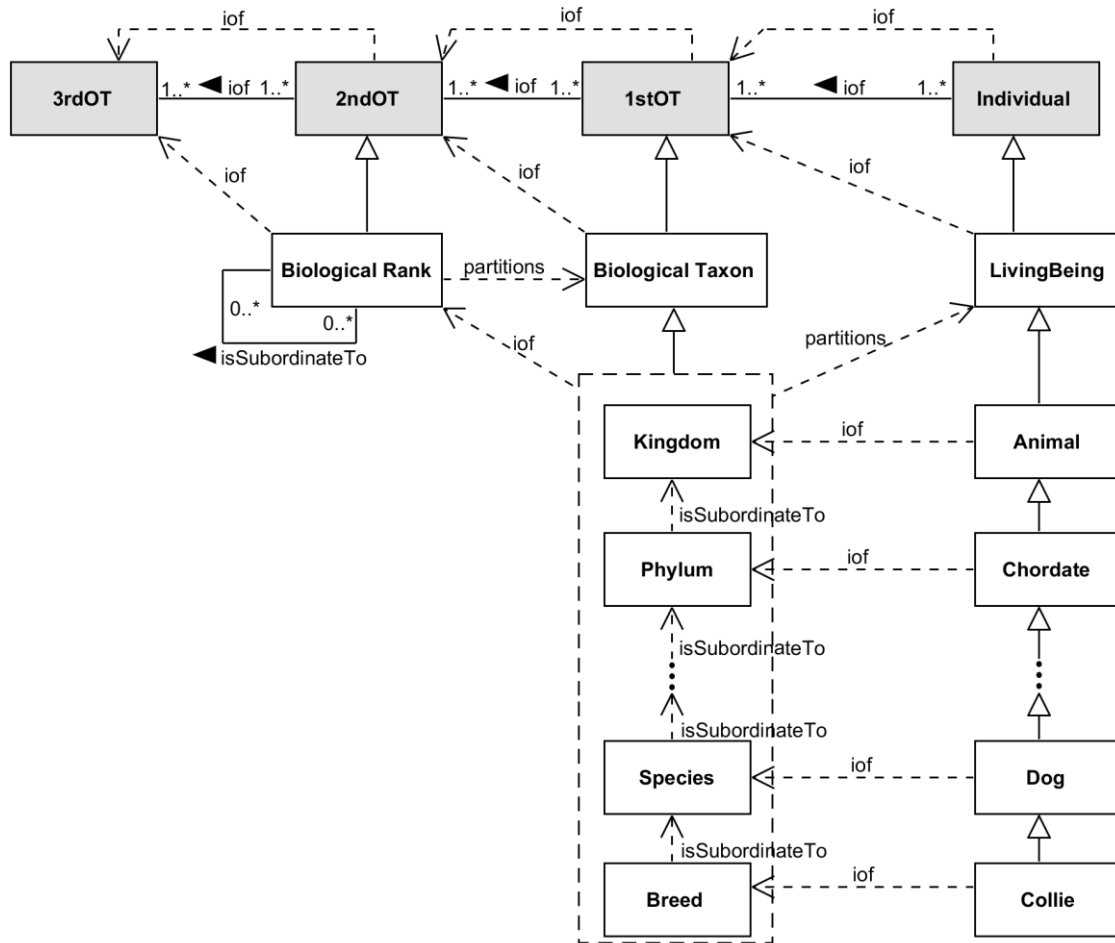 iof
iof
iof
3rdOT
1..*
◀ iof
1..*
2ndOT
1..*
◀ iof
1..*
1stOT
1..*
◀ iof
1..*
Individual
iof
iof
iof
Biological Rank
partitions
Biological Taxon
LivingBeing
0..*
0..*
◀ isSubordinateTo
iof
partitions
Kingdom
iof
Animal
isSubordinateTo
Phylum
iof
Chordate
isSubordinateTo
isSubordinateTo
Species
iof
Dog
isSubordinateTo
Breed
iof
Collie